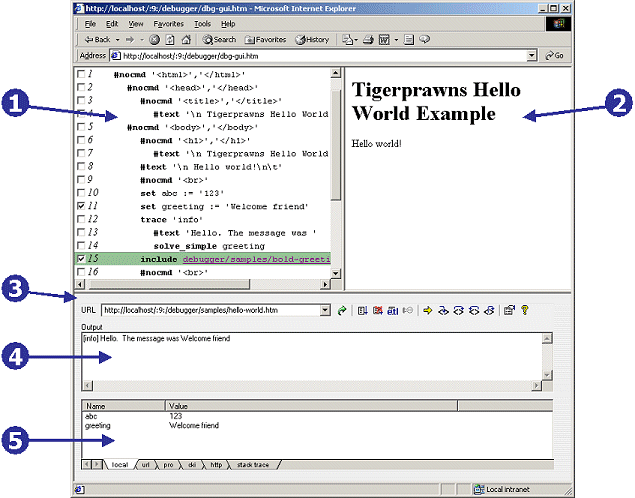 http://localhost/:9:/debugger/dbg-gui.htm - Microsoft Internet Explorer
File Edit View Favorites Tools Help
Back Search Favorites History
Address http://localhost/:9:/debugger/dbg-gui.htm Go
1 #nocmd '<html>','</html>'
2 #nocmd '<head>','</head>'
3 #nocmd '<title>','</title>'
4 #text '\n Tigerprawns Hello World
5 #nocmd '<body>','</body>'
6 #nocmd '<h1>','</h1>'
7 #text '\n Tigerprawns Hello World
8 #text '\n Hello world!\n\t'
9 #nocmd '<br>'
10 set abc := '123'
11 set greeting := 'Welcome friend'
12 trace 'info'
13 #text 'Hello. The message was '
14 solve_simple greeting
15 include debugger/samples/bold-greeti
16 #nocmd '<br>'
1
Tigerprawns Hello
World Example
Hello world!
2
3
URL http://localhost/:9:/debugger/samples/hello-world.htm
Output
[info] Hello. The message was Welcome friend
4
Name Value
abc 123
greeting Welcome friend
5
local url pro dki http stack trace
Local intranet